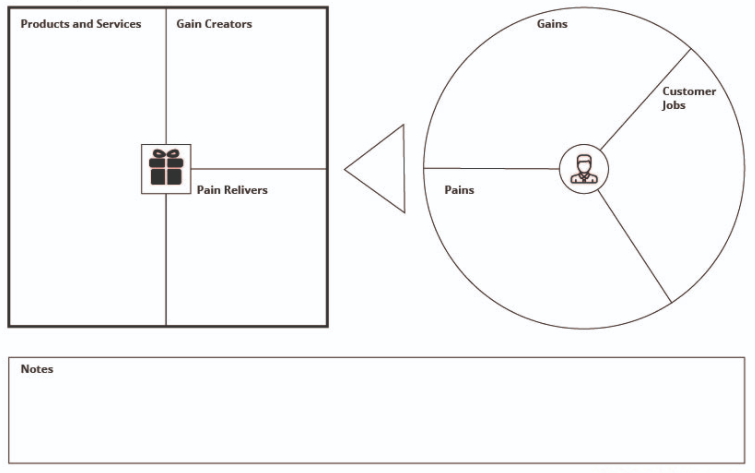 Products and Services
Gain Creators
Pain Relivers
Gains
Customer
Jobs
Pains
Notes